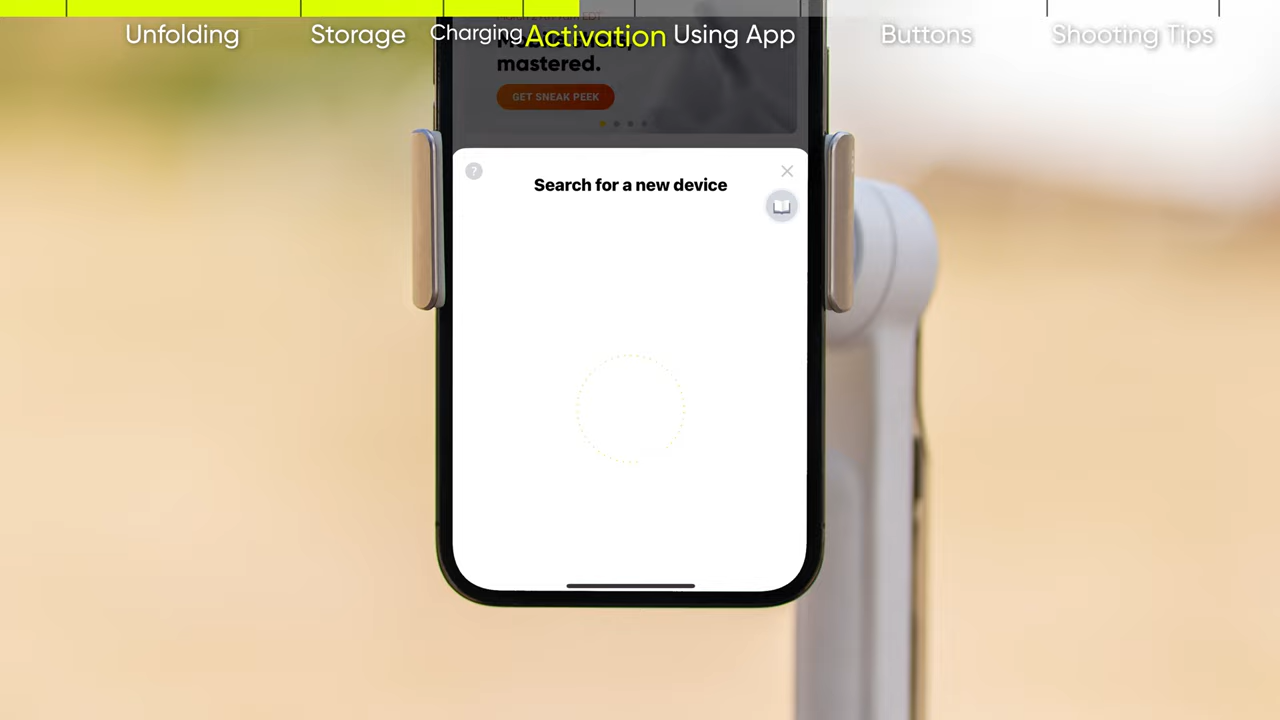 Unfolding
Storage
Charging
Activation
Using App
Buttons
Shooting Tips
mastered.
GET SNEAK PEEK
?
Search for a new device